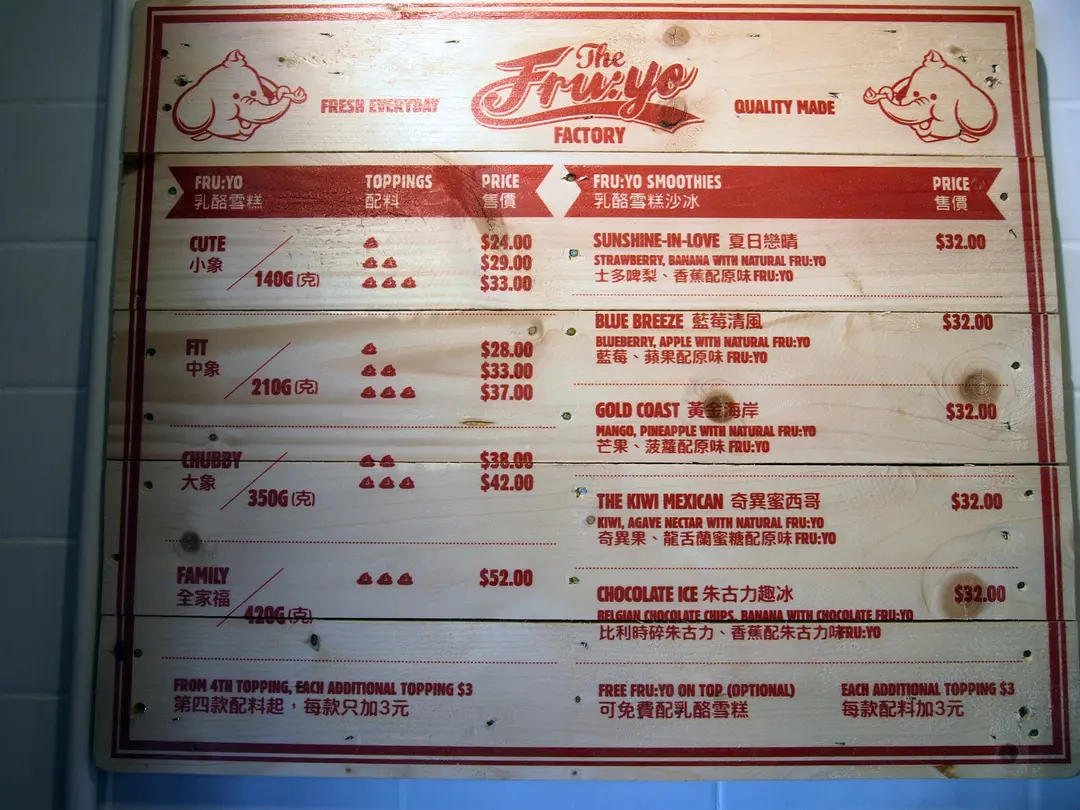 The
Fru:yo
FACTORY
FRESH EVERYDAY
QUALITY MADE
FRU:YO TOPPINGS PRICE
乳酪雪糕 配料 售價
CUTE $24.00
小象 $29.00
140G (克) $33.00
FIT $28.00
中象 $33.00
210G (克) $37.00
CHUBBY $38.00
大象 $42.00
350G (克)
FAMILY $52.00
全家福
420G (克)
FROM 4TH TOPPING, EACH ADDITIONAL TOPPING $3
第四款配料起，每款只加3元
FRU:YO SMOOTHIES PRICE
乳酪雪糕沙冰 售價
SUNSHINE-IN-LOVE 夏日戀晴 $32.00
STRAWBERRY, BANANA WITH NATURAL FRU:YO
士多啤梨、香蕉配原味FRU:YO
BLUE BREEZE 藍莓清風 $32.00
BLUEBERRY, APPLE WITH NATURAL FRU:YO
藍莓、蘋果配原味FRU:YO
GOLD COAST 黃金海岸 $32.00
MANGO, PINEAPPLE WITH NATURAL FRU:YO
芒果、菠蘿配原味FRU:YO
THE KIWI MEXICAN 奇異蜜西哥 $32.00
KIWI, AGAVE NECTAR WITH NATURAL FRU:YO
奇異果、龍舌蘭蜜糖配原味FRU:YO
CHOCOLATE ICE 朱古力趣冰 $32.00
BELGIAN CHOCOLATE CHIPS, BANANA WITH CHOCOLATE FRU:YO
比利時碎朱古力、香蕉配朱古力味FRU:YO
FREE FRU:YO ON TOP (OPTIONAL) EACH ADDITIONAL TOPPING $3
可免費配乳酪雪糕 每款配料加3元